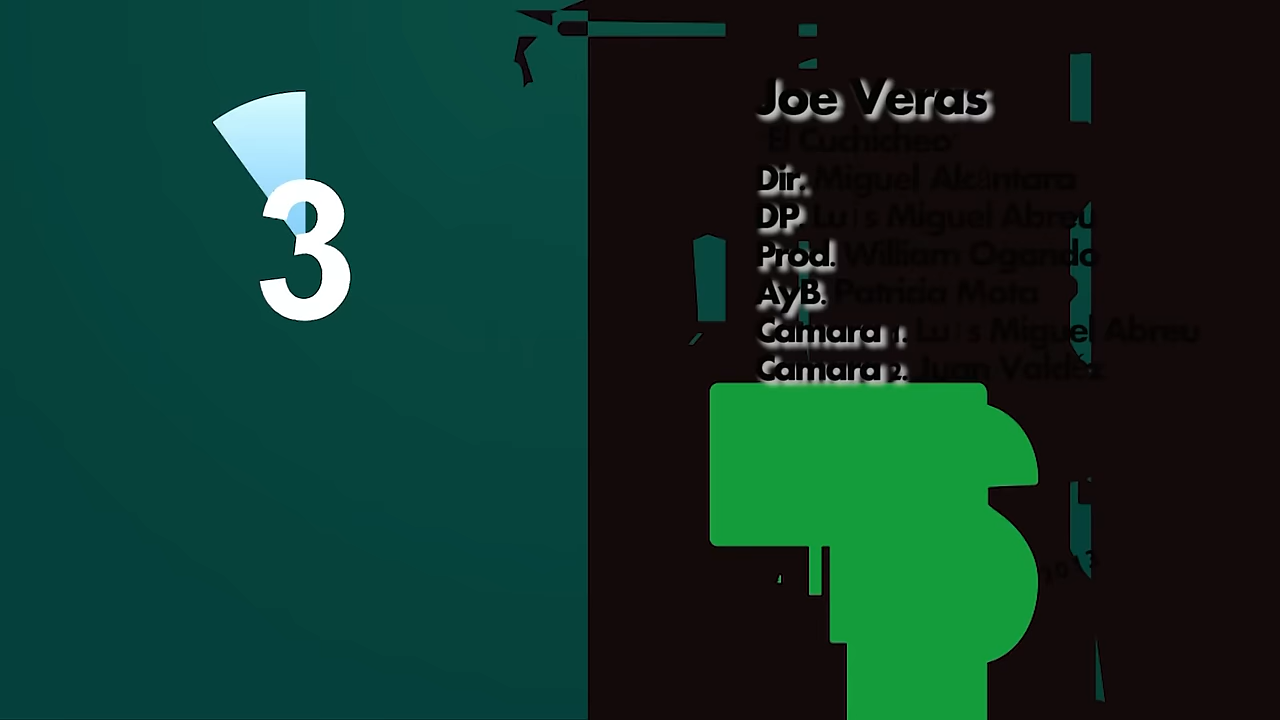 3
Joe Veras
El Cuchicheo
Dir. Miguel Alcántara
DP. Luis Miguel Abreu
Prod. William Ogando
AyB. Patricia Mota
Camara 1. Luis Miguel Abreu
Camara 2. Juan Valdéz